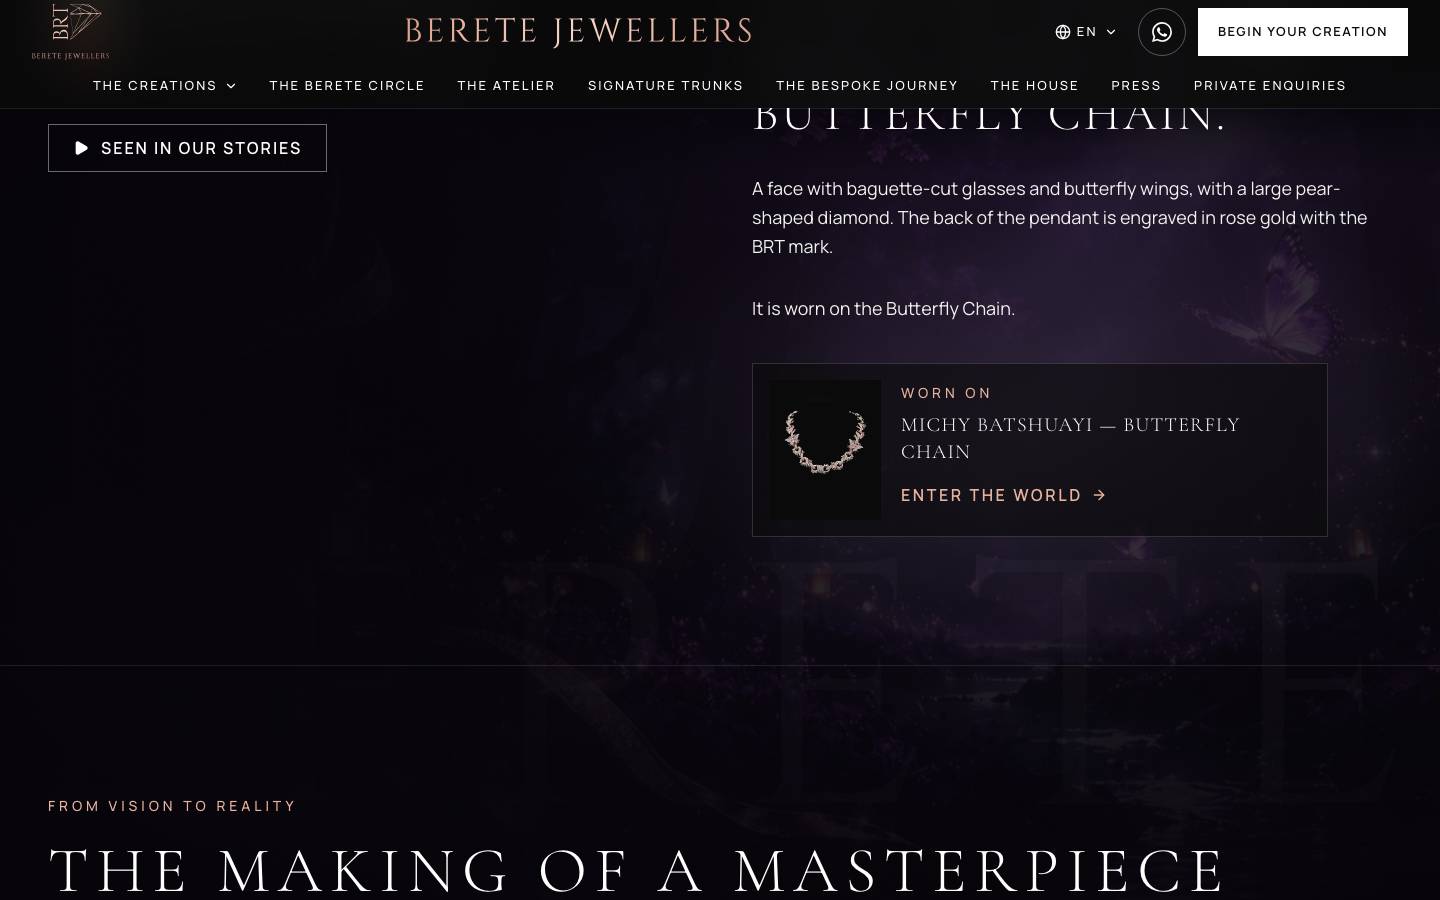 BRT
BERETE JEWELLERS
BERETE JEWELLERS
EN
BEGIN YOUR CREATION
THE CREATIONS
THE BERETE CIRCLE
THE ATELIER
SIGNATURE TRUNKS
THE BESPOKE JOURNEY
THE HOUSE
PRESS
PRIVATE ENQUIRIES
SEEN IN OUR STORIES
BUTTERFLY CHAIN.
A face with baguette-cut glasses and butterfly wings, with a large pear-
shaped diamond. The back of the pendant is engraved in rose gold with the
BRT mark.
It is worn on the Butterfly Chain.
WORN ON
MICHY BATSHUAYI — BUTTERFLY
CHAIN
ENTER THE WORLD
RETE
FROM VISION TO REALITY
THE MAKING OF A MASTERPIECE